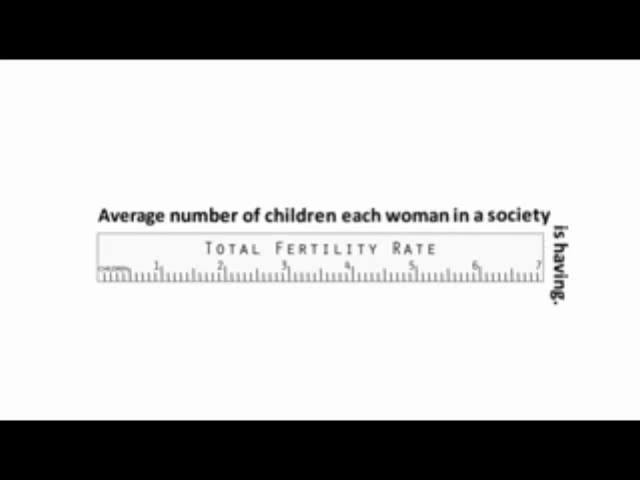 Average number of children each woman in a society
is having.
TOTAL FERTILITY RATE
CHILDREN 1 2 3 4 5 6 7